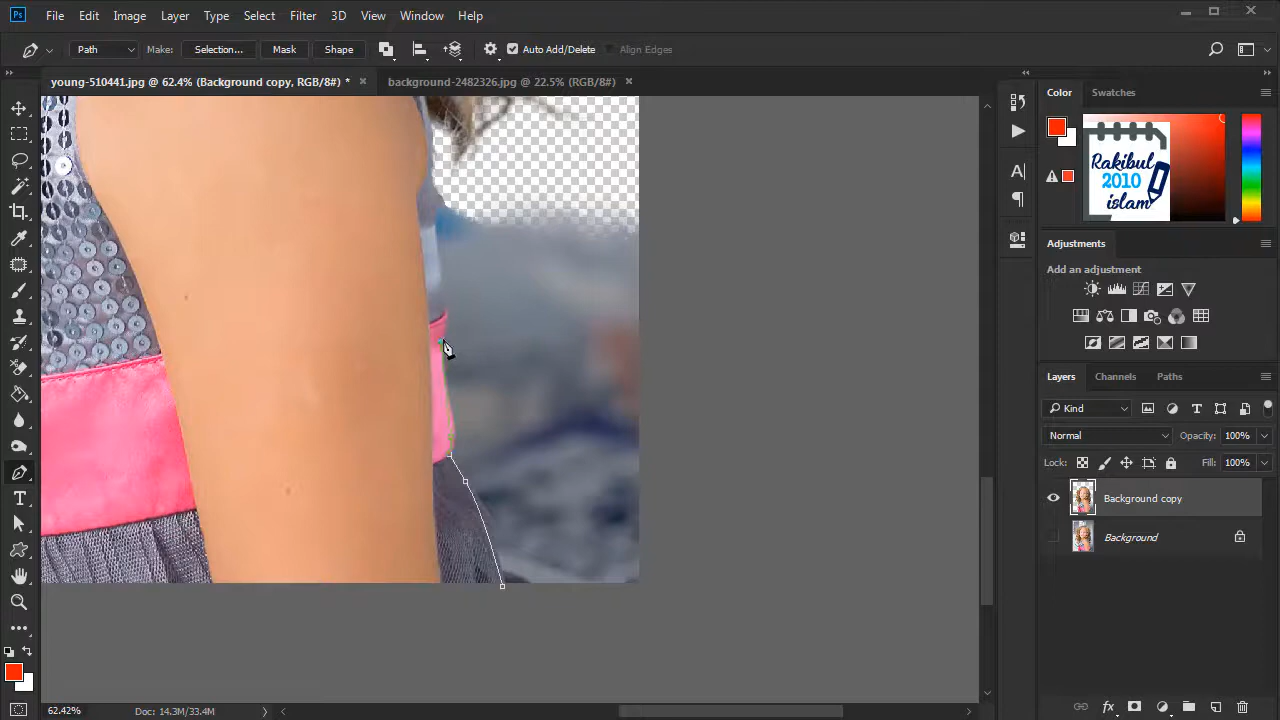 Ps File Edit Image Layer Type Select Filter 3D View Window Help
Path Make: Selection... Mask Shape Auto Add/Delete Align Edges
young-510441.jpg @ 62.4% (Background copy, RGB/8#) * background-2482326.jpg @ 22.5% (RGB/8#)
Color Swatches
Rakibul
2010
islam
Adjustments
Add an adjustment
Layers Channels Paths
Kind
Normal Opacity: 100%
Lock: Fill: 100%
Background copy
Background
62.42% Doc: 14.3M/33.4M